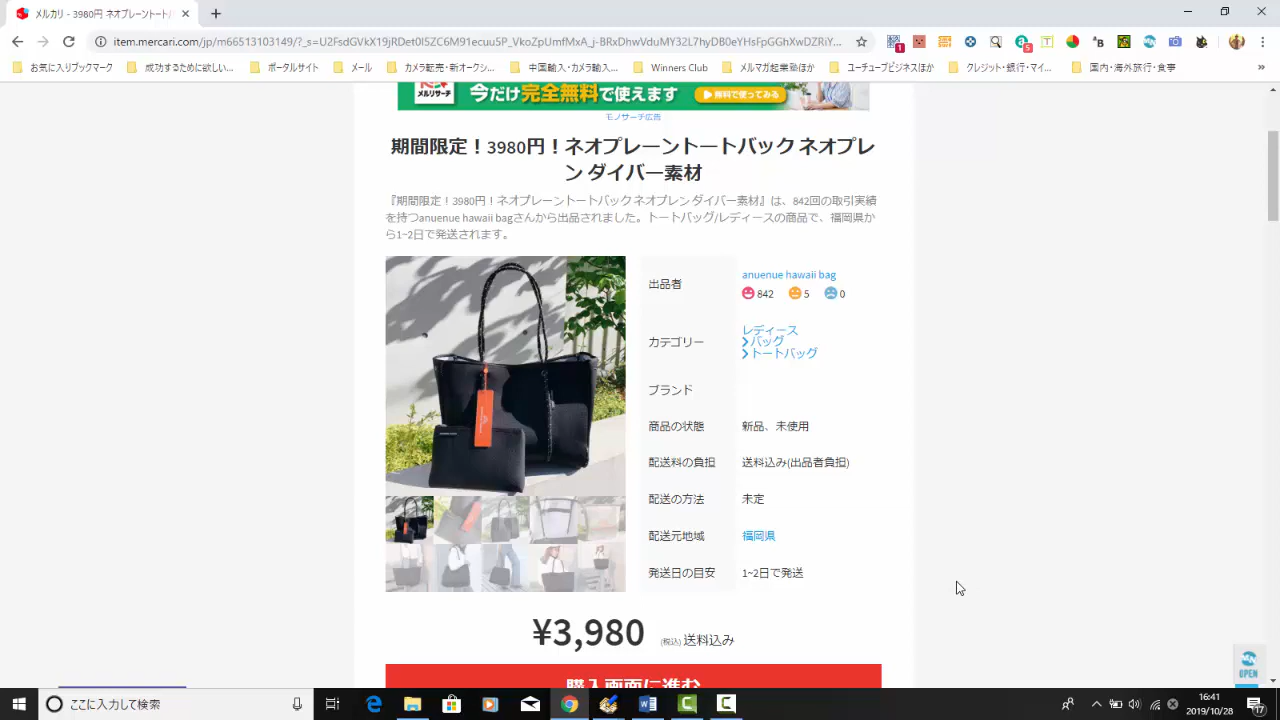 メルカリ - 3980円 ネオプレーントート
item.mercari.com/jp/m66513103149/?_s=U2FsdGVkX19jRDet0I5ZC6M91ecuu5P_VkoZpUmfMxA_j-BRxDhwVduMY32L7hyDB0eYHsFpGGhXwDZRiY...
お気に入りブックマーク 成功するために欲しい... ポータルサイト メール カメラ転売・新オークシ... 中国輸入・カメラ輸入... Winners Club メルマガ起業塾ほか ユーチューブビジネスほか クレジット・銀行・マイ... 国内・海外旅行・食事 »
メルリサーチ 今だけ完全無料で使えます ▶無料で使ってみる
モノサーチ広告
期間限定！3980円！ネオプレーントートバック ネオプレ
ン ダイバー素材
『期間限定！3980円！ネオプレーントートバック ネオプレン ダイバー素材』は、842回の取引実績
を持つanuenue hawaii bagさんから出品されました。トートバッグ/レディースの商品で、福岡県か
ら1~2日で発送されます。
出品者 anuenue hawaii bag
842 5 0
カテゴリー レディース
バッグ
トートバッグ
ブランド
商品の状態 新品、未使用
配送料の負担 送料込み(出品者負担)
配送の方法 未定
配送元地域 福岡県
発送日の目安 1~2日で発送
¥3,980 (税込) 送料込み
購入画面に進む
OPEN
ここに入力して検索
16:41
2019/10/28
17